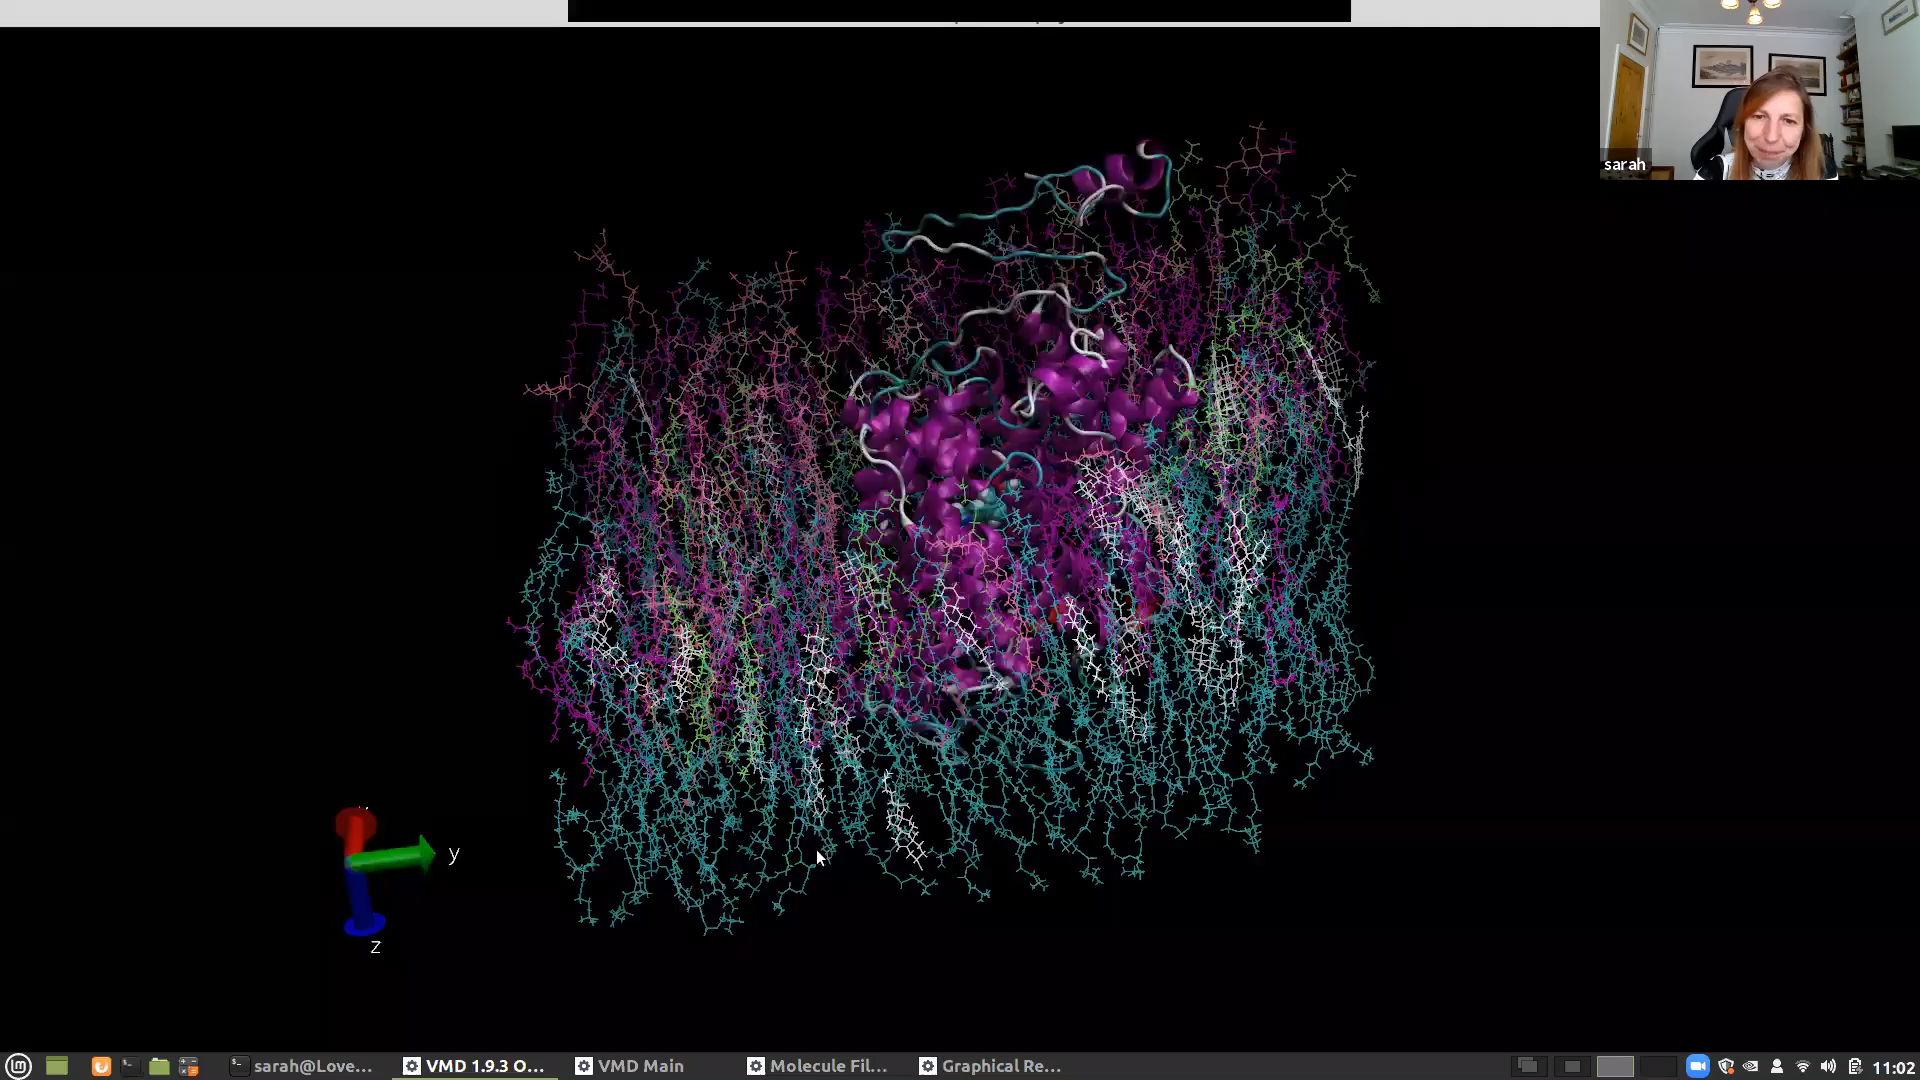 sarah
y
z
sarah@Love...
VMD 1.9.3 O...
VMD Main
Molecule Fil...
Graphical Re...
11:02